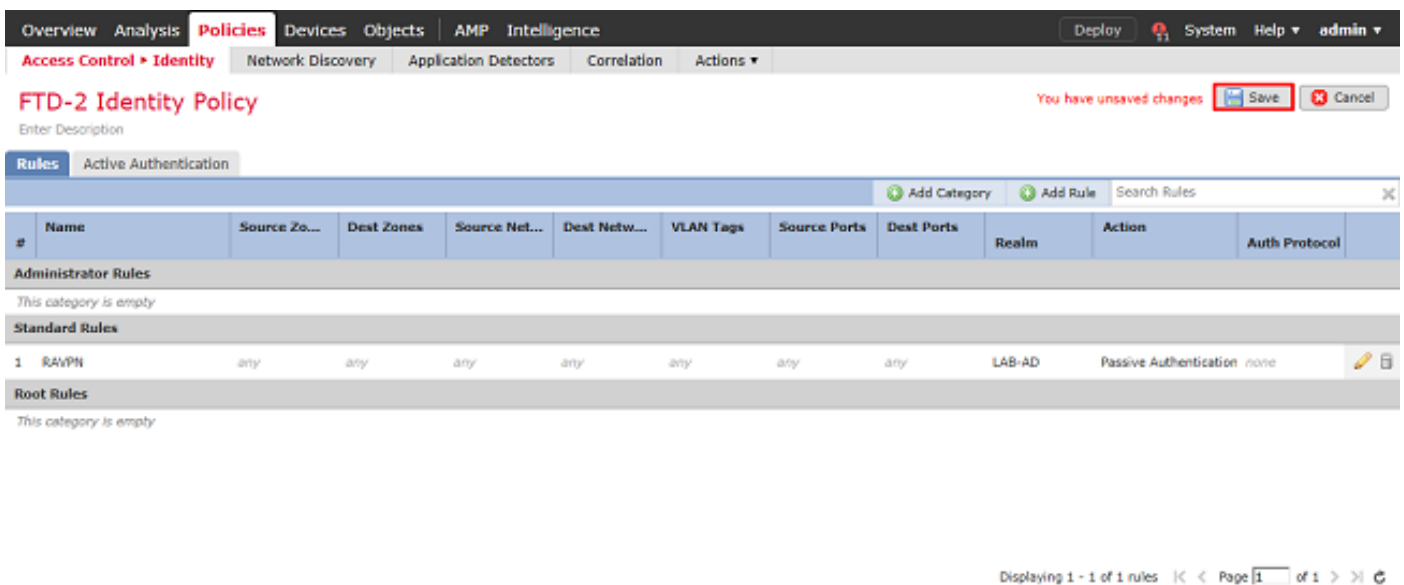 Overview Analysis Policies Devices Objects AMP Intelligence Deploy System Help ▾ admin ▾
Access Control ▸ Identity Network Discovery Application Detectors Correlation Actions ▾
FTD-2 Identity Policy
You have unsaved changes Save Cancel
Enter Description
Rules Active Authentication
Add Category Add Rule Search Rules
# Name Source Zo... Dest Zones Source Net... Dest Netw... VLAN Tags Source Ports Dest Ports Realm Action Auth Protocol
Administrator Rules
This category is empty
Standard Rules
1 RAVPN any any any any any any any LAB-AD Passive Authentication none
Root Rules
This category is empty
Displaying 1 - 1 of 1 rules |< < Page 1 of 1 > >|